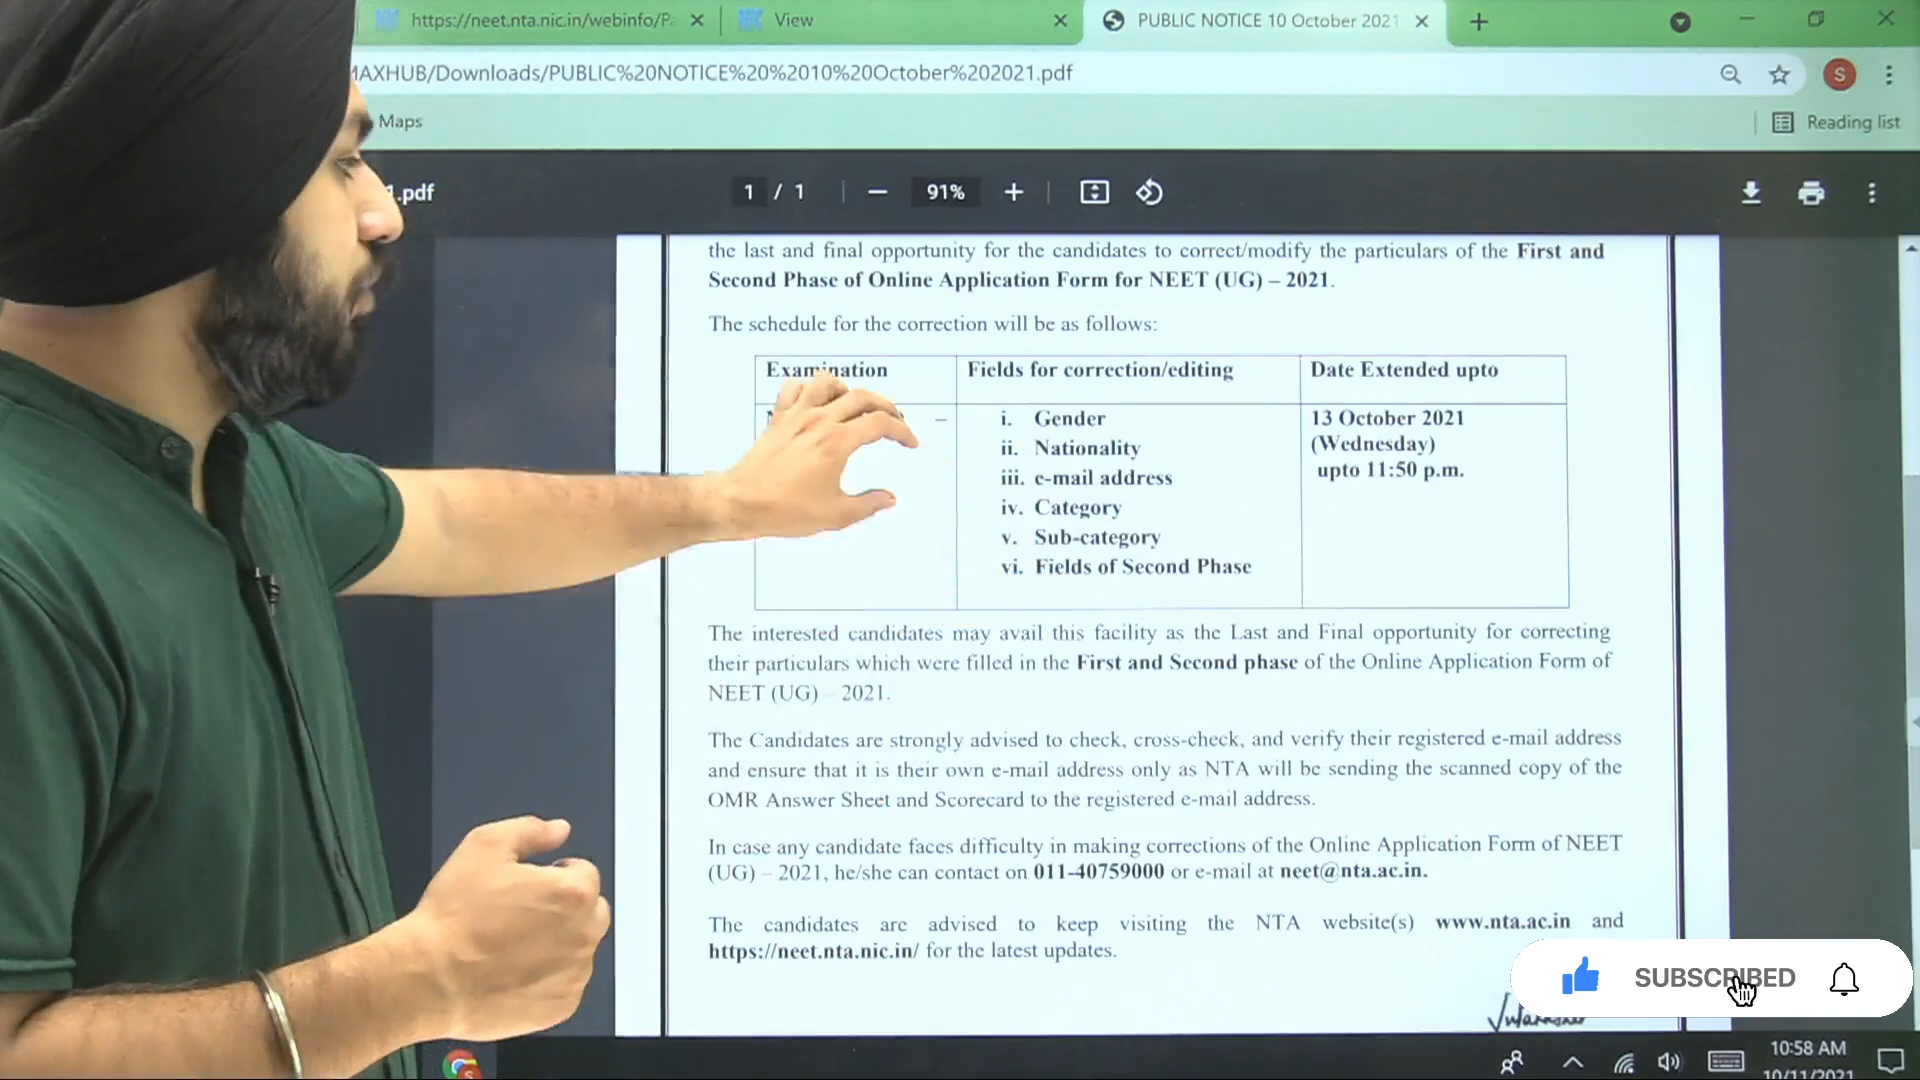 https://neet.nta.nic.in/webinfo/P
View
PUBLIC NOTICE 10 October 2021
MAXHUB/Downloads/PUBLIC%20NOTICE%20%2010%20October%202021.pdf
S
Maps
Reading list
.pdf
1 / 1
91%
the last and final opportunity for the candidates to correct/modify the particulars of the First and
Second Phase of Online Application Form for NEET (UG) – 2021.
The schedule for the correction will be as follows:
Examination
Fields for correction/editing
Date Extended upto
–
i. Gender
ii. Nationality
iii. e-mail address
iv. Category
v. Sub-category
vi. Fields of Second Phase
13 October 2021
(Wednesday)
upto 11:50 p.m.
The interested candidates may avail this facility as the Last and Final opportunity for correcting
their particulars which were filled in the First and Second phase of the Online Application Form of
NEET (UG) – 2021.
The Candidates are strongly advised to check, cross-check, and verify their registered e-mail address
and ensure that it is their own e-mail address only as NTA will be sending the scanned copy of the
OMR Answer Sheet and Scorecard to the registered e-mail address.
In case any candidate faces difficulty in making corrections of the Online Application Form of NEET
(UG) – 2021, he/she can contact on 011-40759000 or e-mail at neet@nta.ac.in.
The candidates are advised to keep visiting the NTA website(s) www.nta.ac.in and
https://neet.nta.nic.in/ for the latest updates.
SUBSCRIBED
S
10:58 AM
10/11/2021